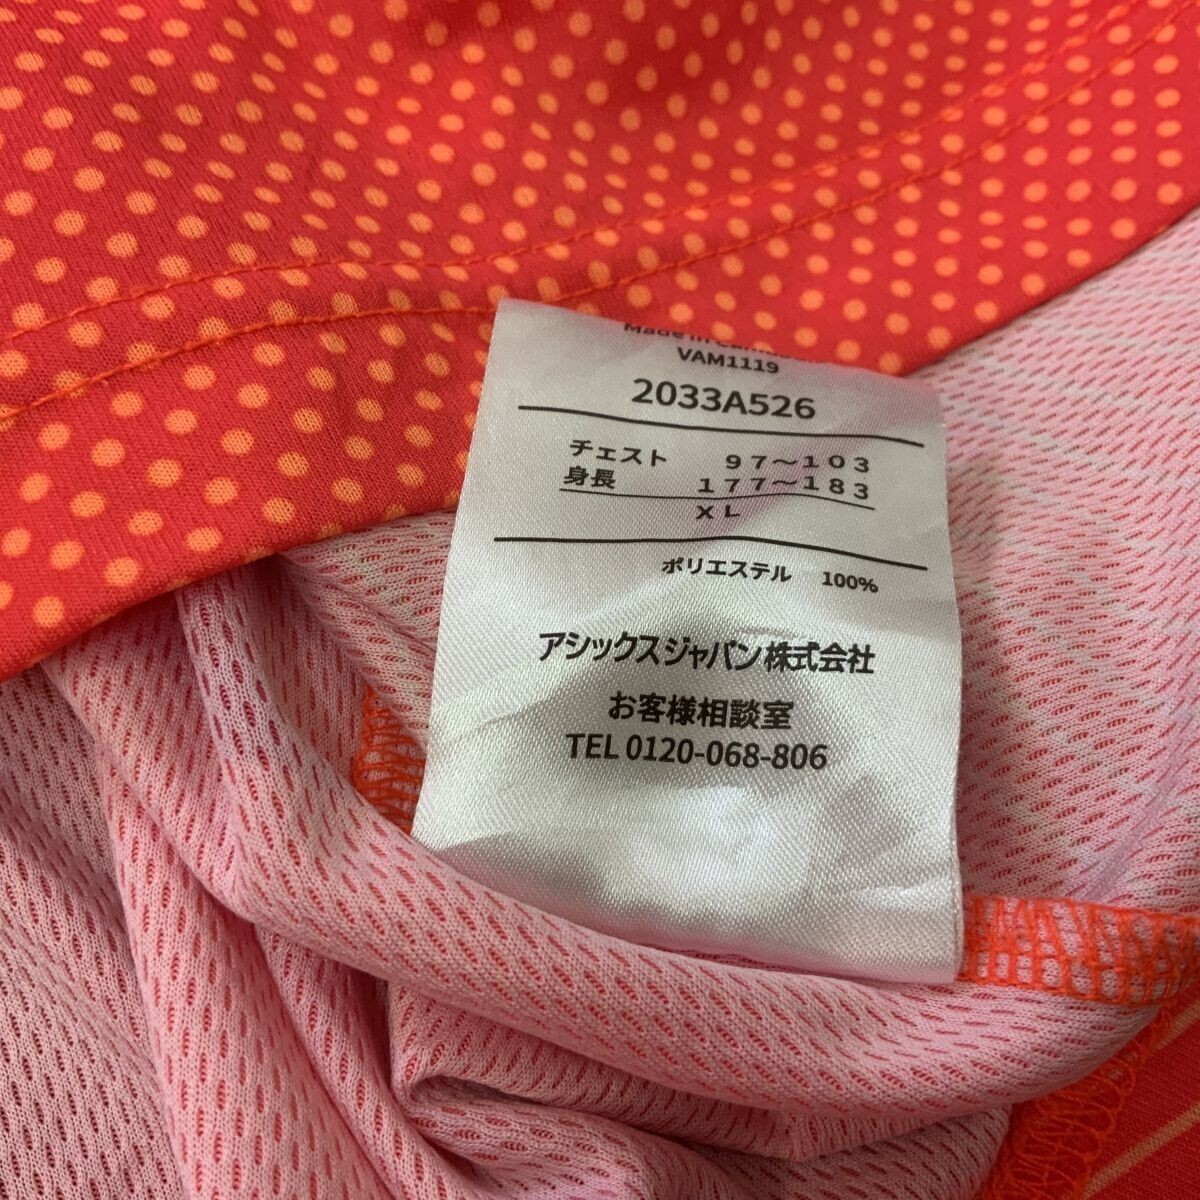 Made in
VAM1119
2033A526
チェスト 97～103
身長 177～183
XL
ポリエステル 100%
アシックスジャパン株式会社
お客様相談室
TEL 0120-068-806